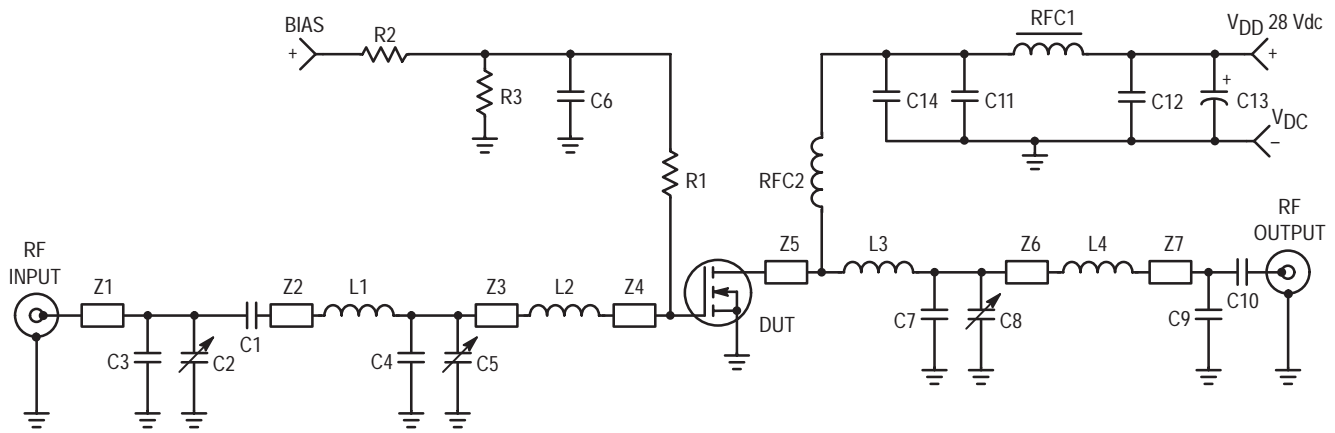 BIAS
+
R2
R3
C6
R1
RFC1
VDD 28 Vdc
+
C14
C11
C12
+
C13
VDC
–
RFC2
RF
INPUT
Z1
C3
C2
C1
Z2
L1
C4
C5
Z3
L2
Z4
DUT
Z5
L3
C7
C8
Z6
L4
Z7
C9
C10
RF
OUTPUT